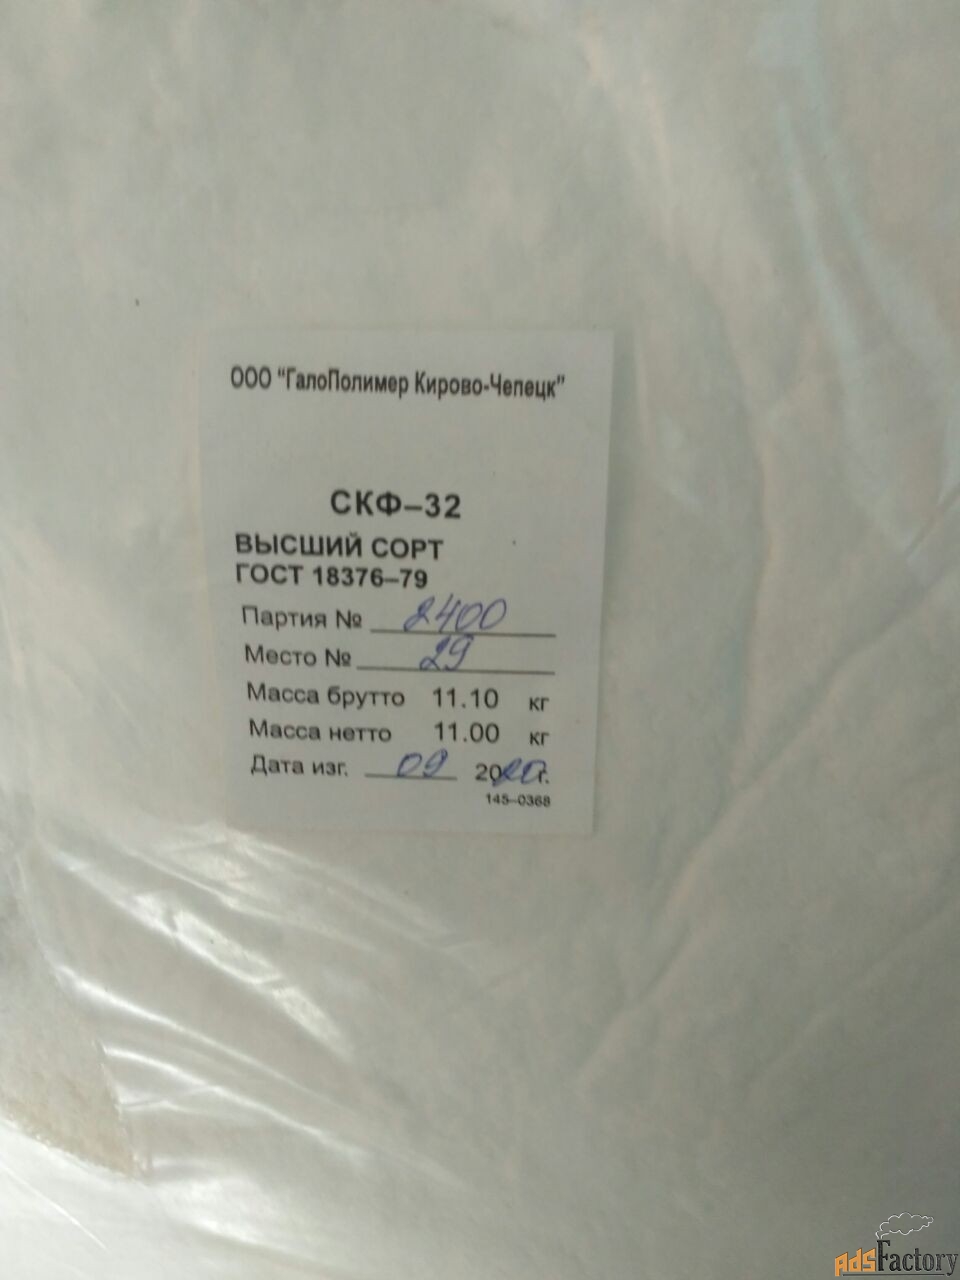 ООО "ГалоПолимер Кирово-Чепецк"
СКФ-32
ВЫСШИЙ СОРТ
ГОСТ 18376-79
Партия № 2400
Место № 29
Масса брутто 11.10 кг
Масса нетто 11.00 кг
Дата изг. 09 2020г.
145-0368
AdsFactory